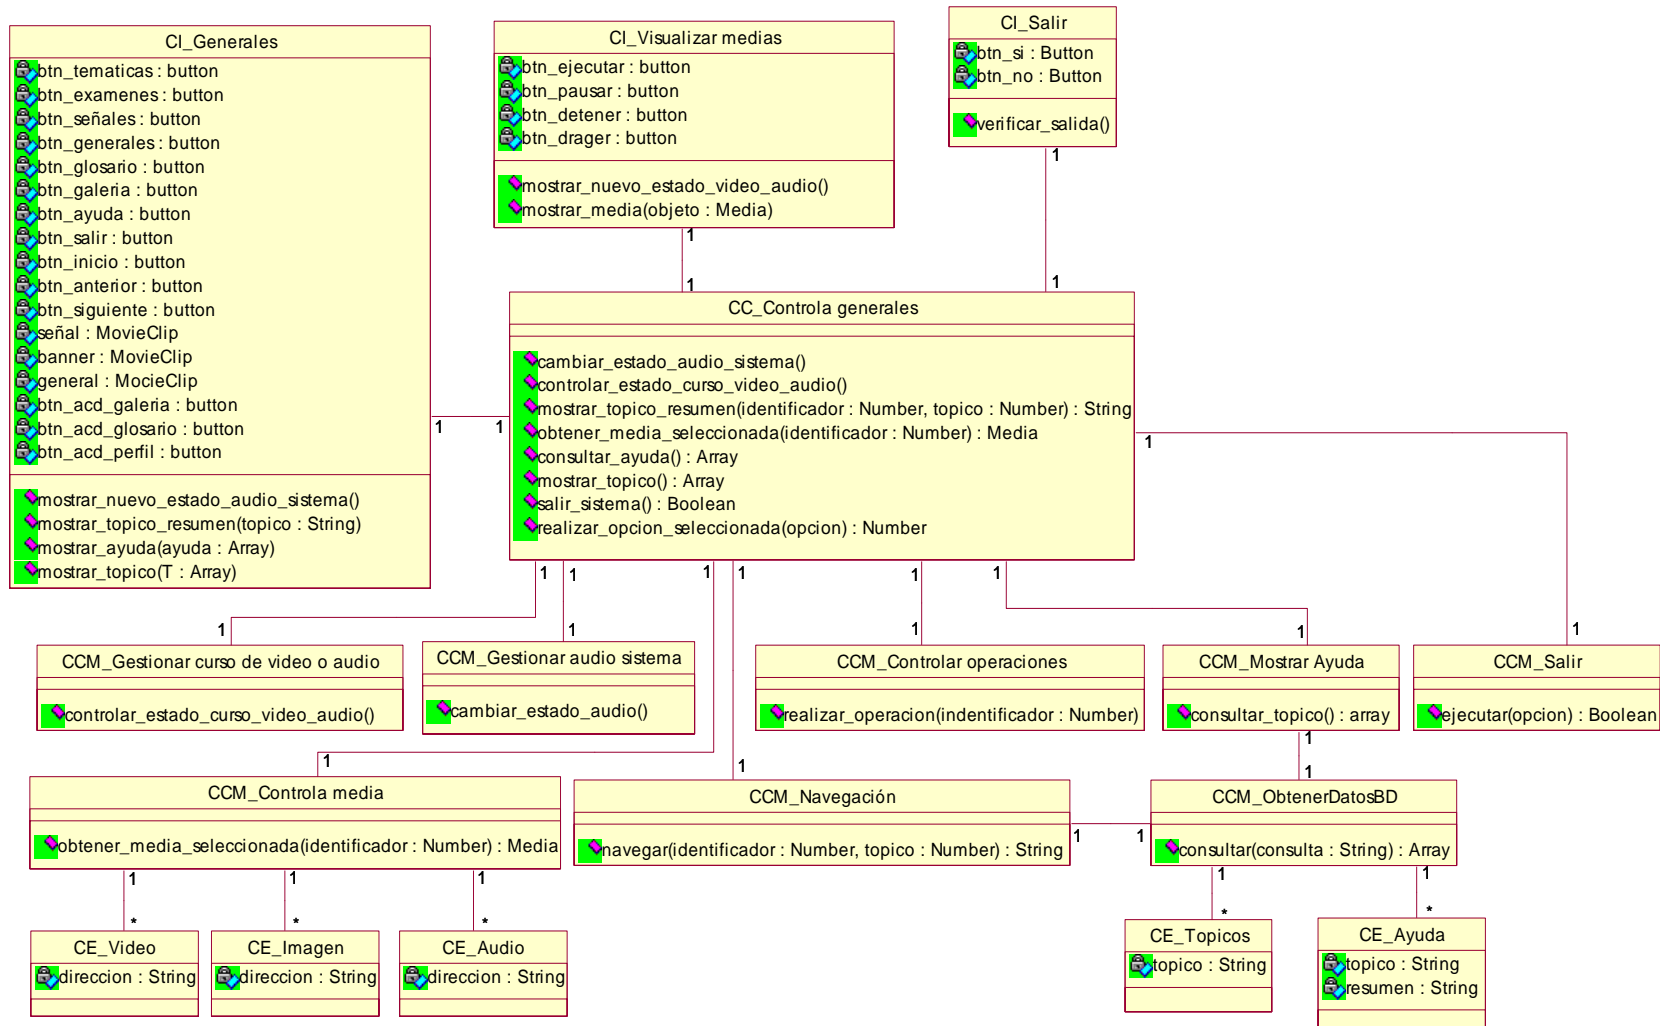 CI_Generales
btn_tematicas : button
btn_examenes : button
btn_señales : button
btn_generales : button
btn_glosario : button
btn_galeria : button
btn_ayuda : button
btn_salir : button
btn_inicio : button
btn_anterior : button
btn_siguiente : button
señal : MovieClip
banner : MovieClip
general : MocieClip
btn_acd_galeria : button
btn_acd_glosario : button
btn_acd_perfil : button
mostrar_nuevo_estado_audio_sistema()
mostrar_topico_resumen(topico : String)
mostrar_ayuda(ayuda : Array)
mostrar_topico(T : Array)
CI_Visualizar medias
btn_ejecutar : button
btn_pausar : button
btn_detener : button
btn_drager : button
mostrar_nuevo_estado_video_audio()
mostrar_media(objeto : Media)
CI_Salir
btn_si : Button
btn_no : Button
verificar_salida()
1
1
1
1
1
1
CC_Controla generales
cambiar_estado_audio_sistema()
controlar_estado_curso_video_audio()
mostrar_topico_resumen(identificador : Number, topico : Number) : String
obtener_media_seleccionada(identificador : Number) : Media
consultar_ayuda() : Array
mostrar_topico() : Array
salir_sistema() : Boolean
realizar_opcion_seleccionada(opcion) : Number
1
1
1
1
1
1
1
1
1
1
1
1
1
CCM_Gestionar curso de video o audio
controlar_estado_curso_video_audio()
CCM_Gestionar audio sistema
cambiar_estado_audio()
CCM_Controlar operaciones
realizar_operacion(indentificador : Number)
CCM_Mostrar Ayuda
consultar_topico() : array
CCM_Salir
ejecutar(opcion) : Boolean
1
1
1
CCM_Controla media
obtener_media_seleccionada(identificador : Number) : Media
CCM_Navegación
navegar(identificador : Number, topico : Number) : String
1
1
CCM_ObtenerDatosBD
consultar(consulta : String) : Array
1
*
1
*
1
*
1
*
1
*
CE_Video
direccion : String
CE_Imagen
direccion : String
CE_Audio
direccion : String
CE_Topicos
topico : String
CE_Ayuda
topico : String
resumen : String